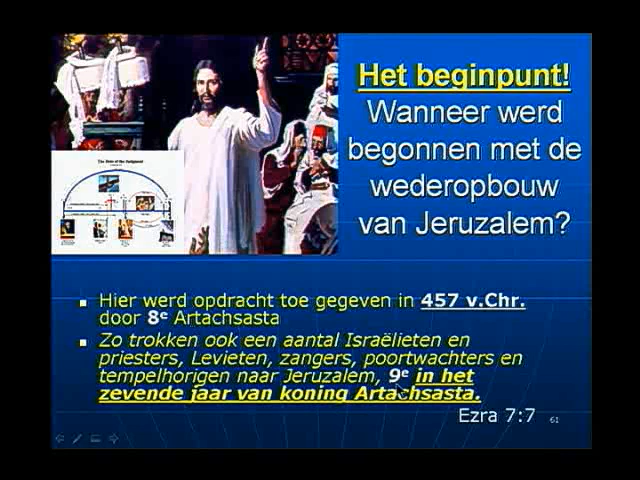 Het beginpunt!
Wanneer werd
begonnen met de
wederopbouw
van Jeruzalem?
Hier werd opdracht toe gegeven in 457 v.Chr.
door 8e Artachsasta
Zo trokken ook een aantal Israëlieten en
priesters, Levieten, zangers, poortwachters en
tempelhorigen naar Jeruzalem, 9e in het
zevende jaar van koning Artachsasta.
Ezra 7:7
61